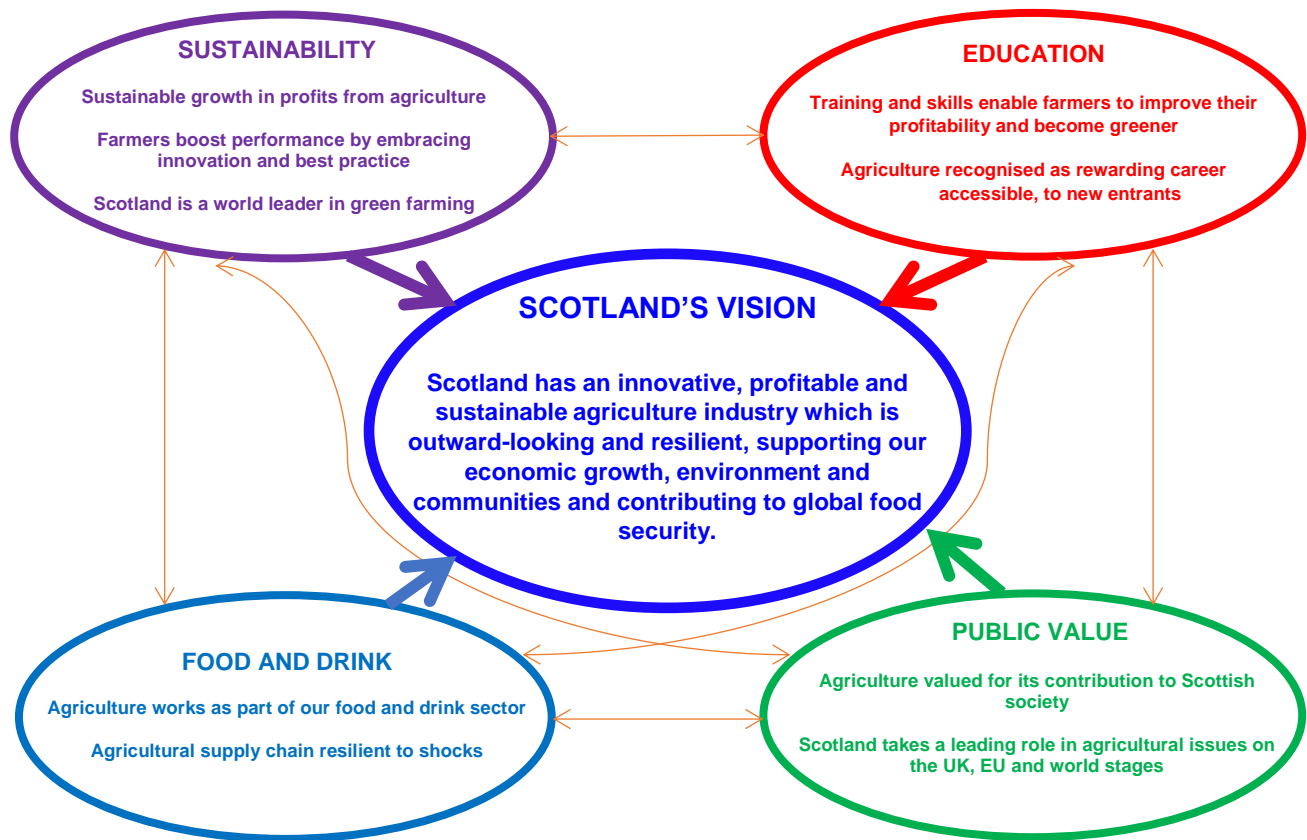 SUSTAINABILITY
Sustainable growth in profits from agriculture
Farmers boost performance by embracing
innovation and best practice
Scotland is a world leader in green farming
EDUCATION
Training and skills enable farmers to improve their
profitability and become greener
Agriculture recognised as rewarding career
accessible, to new entrants
SCOTLAND’S VISION
Scotland has an innovative, profitable and
sustainable agriculture industry which is
outward-looking and resilient, supporting our
economic growth, environment and
communities and contributing to global food
security.
FOOD AND DRINK
Agriculture works as part of our food and drink sector
Agricultural supply chain resilient to shocks
PUBLIC VALUE
Agriculture valued for its contribution to Scottish
society
Scotland takes a leading role in agricultural issues on
the UK, EU and world stages